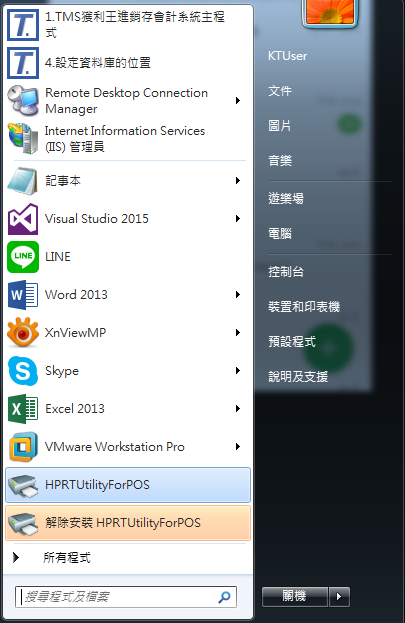 1.TMS獲利王進銷存會計系統主程
式
4.設定資料庫的位置
Remote Desktop Connection
Manager
Internet Information Services
(IIS) 管理員
記事本
Visual Studio 2015
LINE
LINE
Word 2013
XnViewMP
Skype
Excel 2013
VMware Workstation Pro
HPRTUtilityForPOS
解除安裝 HPRTUtilityForPOS
所有程式
搜尋程式及檔案
KTUser
文件
圖片
音樂
遊樂場
電腦
控制台
裝置和印表機
預設程式
說明及支援
關機